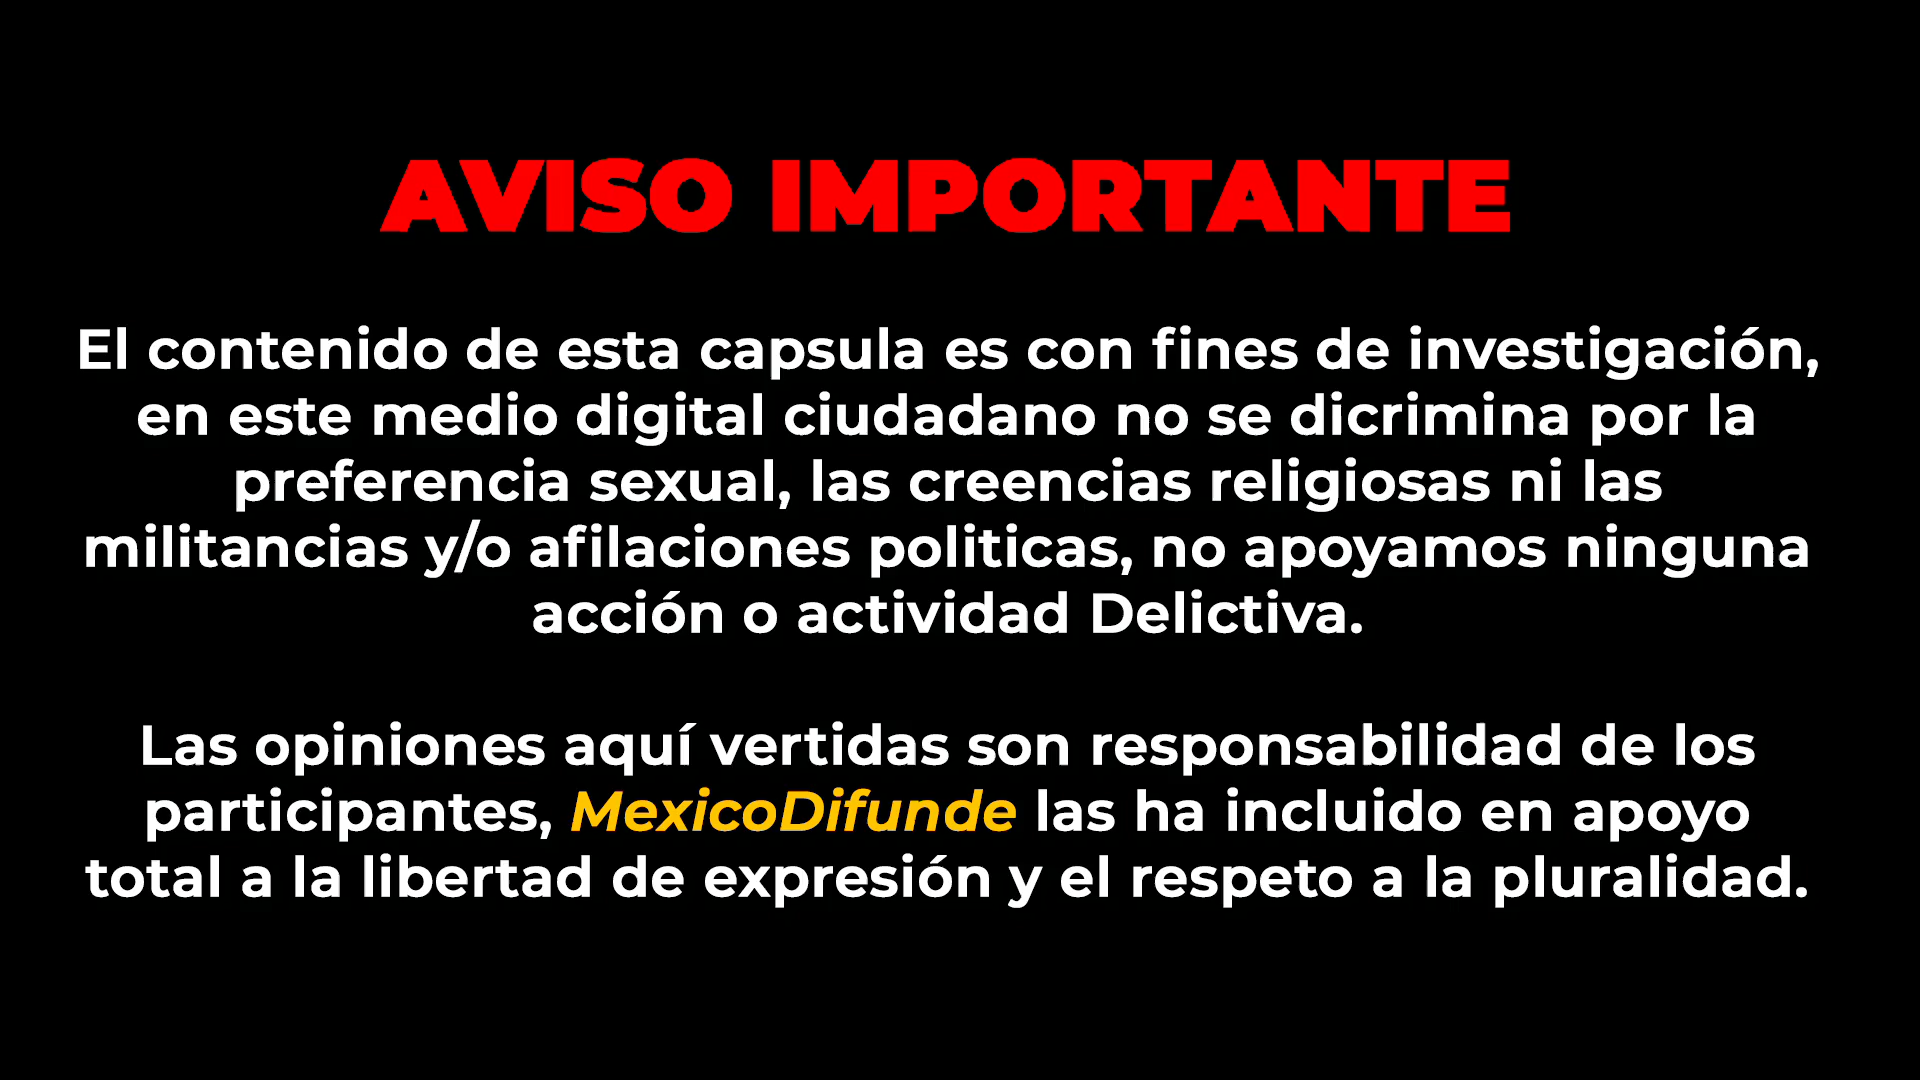 AVISO IMPORTANTE
El contenido de esta capsula es con fines de investigación,
en este medio digital ciudadano no se dicrimina por la
preferencia sexual, las creencias religiosas ni las
militancias y/o afilaciones politicas, no apoyamos ninguna
acción o actividad Delictiva.
Las opiniones aquí vertidas son responsabilidad de los
participantes, MexicoDifunde las ha incluido en apoyo
total a la libertad de expresión y el respeto a la pluralidad.